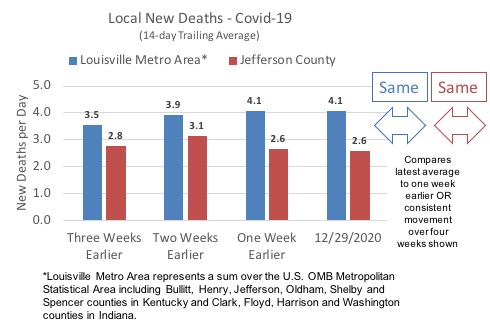 Local New Deaths - Covid-19
(14-day Trailing Average)
Louisville Metro Area* Jefferson County
New Deaths per Day
5.0
4.0
3.0
2.0
1.0
0.0
3.5
2.8
3.9
3.1
4.1
2.6
4.1
2.6
Three Weeks
Earlier
Two Weeks
Earlier
One Week
Earlier
12/29/2020
Same Same
Compares
latest average
to one week
earlier OR
consistent
movement
over four
weeks shown
*Louisville Metro Area represents a sum over the U.S. OMB Metropolitan
Statistical Area including Bullitt, Henry, Jefferson, Oldham, Shelby and
Spencer counties in Kentucky and Clark, Floyd, Harrison and Washington
counties in Indiana.